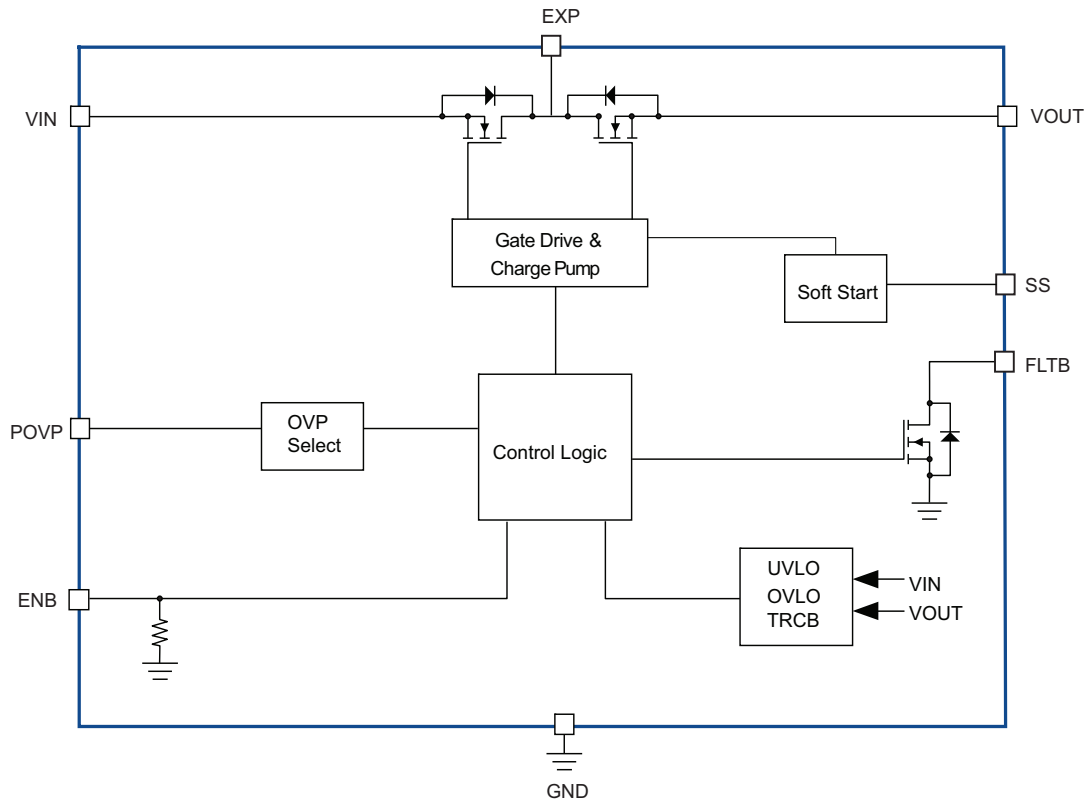 EXP
VIN
VOUT
Gate Drive &
Charge Pump
Soft Start
SS
FLTB
POVP
OVP
Select
Control Logic
ENB
UVLO
OVLO
TRCB
VIN
VOUT
GND